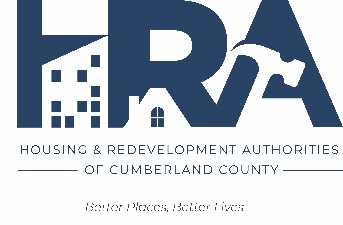 HRA
HOUSING & REDEVELOPMENT AUTHORITIES
OF CUMBERLAND COUNTY
Better Places, Better Lives